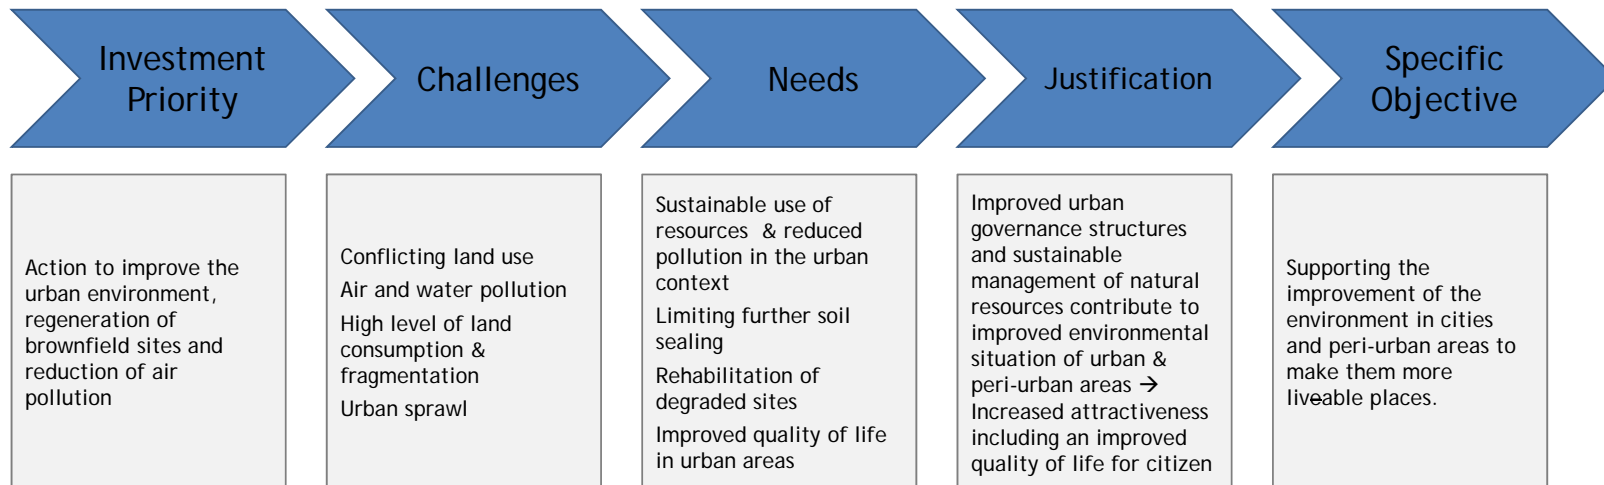 Investment
Priority
Challenges
Needs
Justification
Specific
Objective
Action to improve the
urban environment,
regeneration of
brownfield sites and
reduction of air
pollution
Conflicting land use
Air and water pollution
High level of land
consumption &
fragmentation
Urban sprawl
Sustainable use of
resources & reduced
pollution in the urban
context
Limiting further soil
sealing
Rehabilitation of
degraded sites
Improved quality of life
in urban areas
Improved urban
governance structures
and sustainable
management of natural
resources contribute to
improved environmental
situation of urban &
peri-urban areas →
Increased attractiveness
including an improved
quality of life for citizen
Supporting the
improvement of the
environment in cities
and peri-urban areas to
make them more
liveable places.